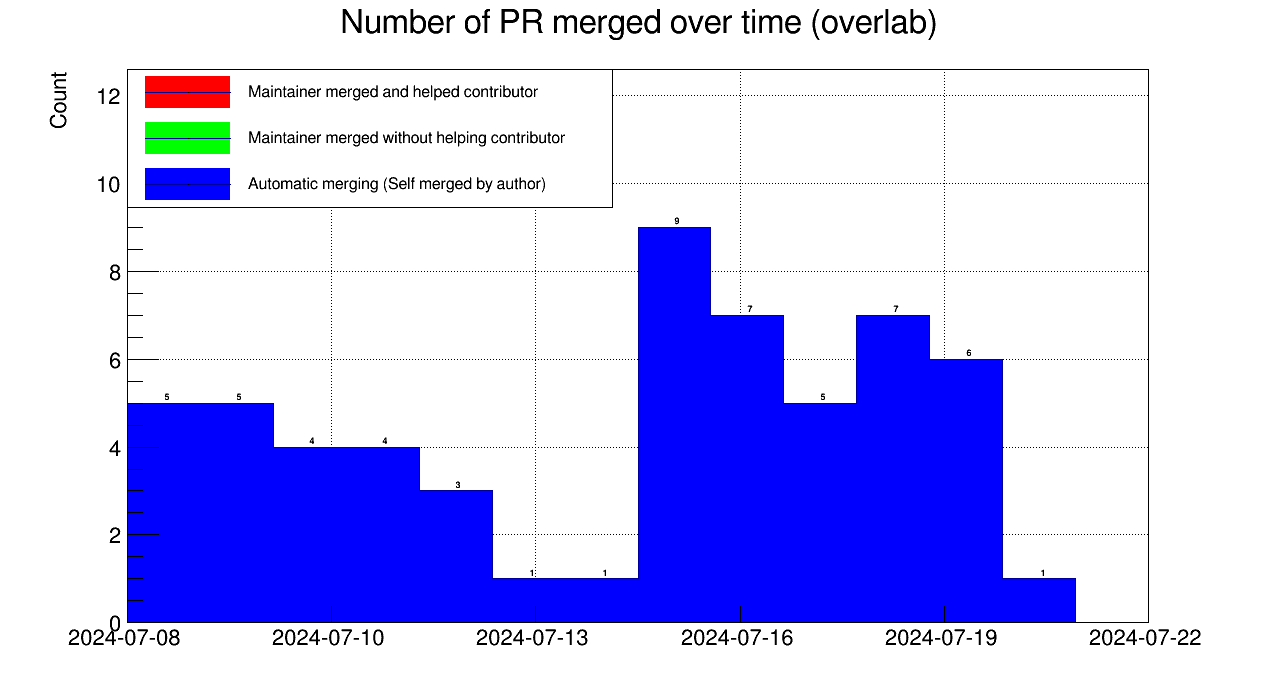 Number of PR merged over time (overlab)
Count
Maintainer merged and helped contributor
Maintainer merged without helping contributor
Automatic merging (Self merged by author)
12
10
8
6
4
2
0
5 5 4 4 3 1 1 9 7 5 7 6 1
2024-07-08 2024-07-10 2024-07-13 2024-07-16 2024-07-19 2024-07-22